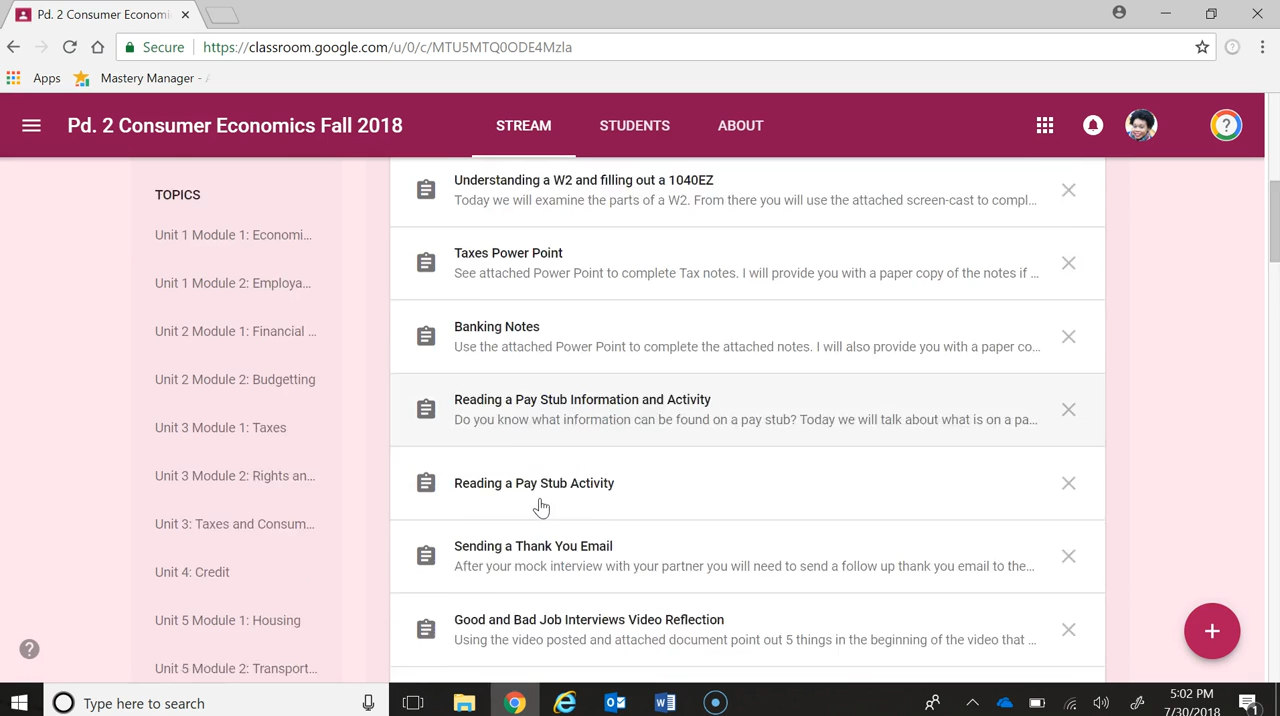 Pd. 2 Consumer Economi
Secure
https://classroom.google.com/u/0/c/MTU5MTQ0ODE4Mzla
Apps
Mastery Manager -
Pd. 2 Consumer Economics Fall 2018
STREAM
STUDENTS
ABOUT
TOPICS
Unit 1 Module 1: Economi...
Unit 1 Module 2: Employa...
Unit 2 Module 1: Financial ...
Unit 2 Module 2: Budgetting
Unit 3 Module 1: Taxes
Unit 3 Module 2: Rights an...
Unit 3: Taxes and Consum...
Unit 4: Credit
Unit 5 Module 1: Housing
Unit 5 Module 2: Transport...
Understanding a W2 and filling out a 1040EZ
Today we will examine the parts of a W2. From there you will use the attached screen-cast to compl...
Taxes Power Point
See attached Power Point to complete Tax notes. I will provide you with a paper copy of the notes if ...
Banking Notes
Use the attached Power Point to complete the attached notes. I will also provide you with a paper co...
Reading a Pay Stub Information and Activity
Do you know what information can be found on a pay stub? Today we will talk about what is on a pa...
Reading a Pay Stub Activity
Sending a Thank You Email
After your mock interview with your partner you will need to send a follow up thank you email to the...
Good and Bad Job Interviews Video Reflection
Using the video posted and attached document point out 5 things in the beginning of the video that ...
Type here to search
5:02 PM
7/30/2018